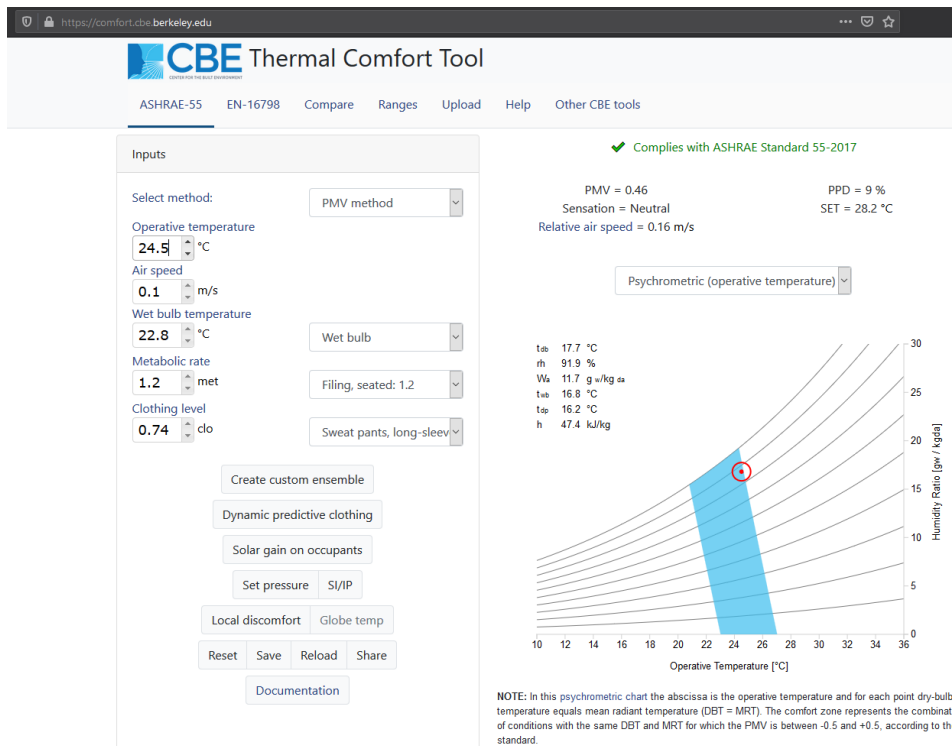 https://comfort.cbe.berkeley.edu
CBE Thermal Comfort Tool
CENTER FOR THE BUILT ENVIRONMENT
ASHRAE-55 EN-16798 Compare Ranges Upload Help Other CBE tools
Inputs
Select method:
PMV method
Operative temperature
24.5 °C
Air speed
0.1 m/s
Wet bulb temperature
22.8 °C
Wet bulb
Metabolic rate
1.2 met
Filing, seated: 1.2
Clothing level
0.74 clo
Sweat pants, long-sleev
Create custom ensemble
Dynamic predictive clothing
Solar gain on occupants
Set pressure SI/IP
Local discomfort Globe temp
Reset Save Reload Share
Documentation
✔ Complies with ASHRAE Standard 55-2017
PMV = 0.46 PPD = 9 %
Sensation = Neutral SET = 28.2 °C
Relative air speed = 0.16 m/s
Psychrometric (operative temperature)
tdb 17.7 °C
rh 91.9 %
Wa 11.7 g w/kg da
twb 16.8 °C
tdp 16.2 °C
h 47.4 kJ/kg
30
25
20
15
10
5
0
Humidity Ratio [gw / kgda]
10 12 14 16 18 20 22 24 26 28 30 32 34 36
Operative Temperature [°C]
NOTE: In this psychrometric chart the abscissa is the operative temperature and for each point dry-bulb
temperature equals mean radiant temperature (DBT = MRT). The comfort zone represents the combinat
of conditions with the same DBT and MRT for which the PMV is between -0.5 and +0.5, according to th
standard.